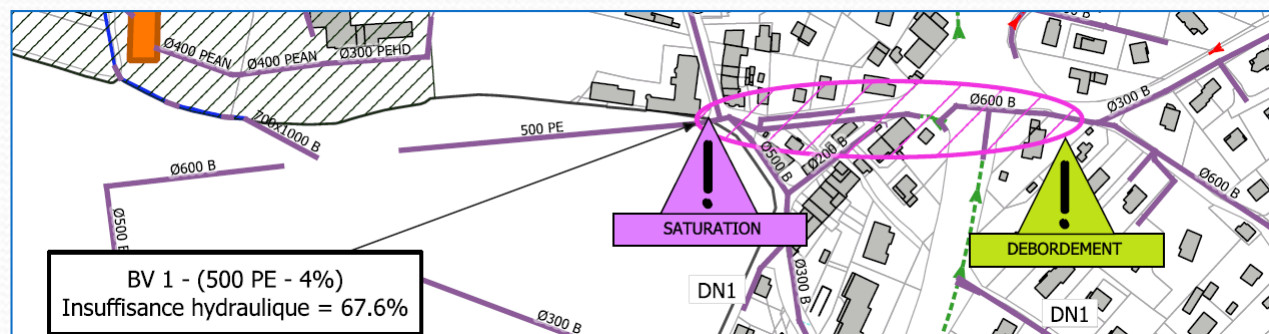 Ø400 PEAN
Ø400 PEAN
Ø300 PEHD
700x1000 B
500 PE
Ø600 B
Ø500 B
Ø600 B
Ø300 B
Ø500 B
Ø200 B
Ø600 B
SATURATION
DEBORDEMENT
BV 1 - (500 PE - 4%)
Insuffisance hydraulique = 67.6%
DN1
Ø300 B
Ø300 B
DN1